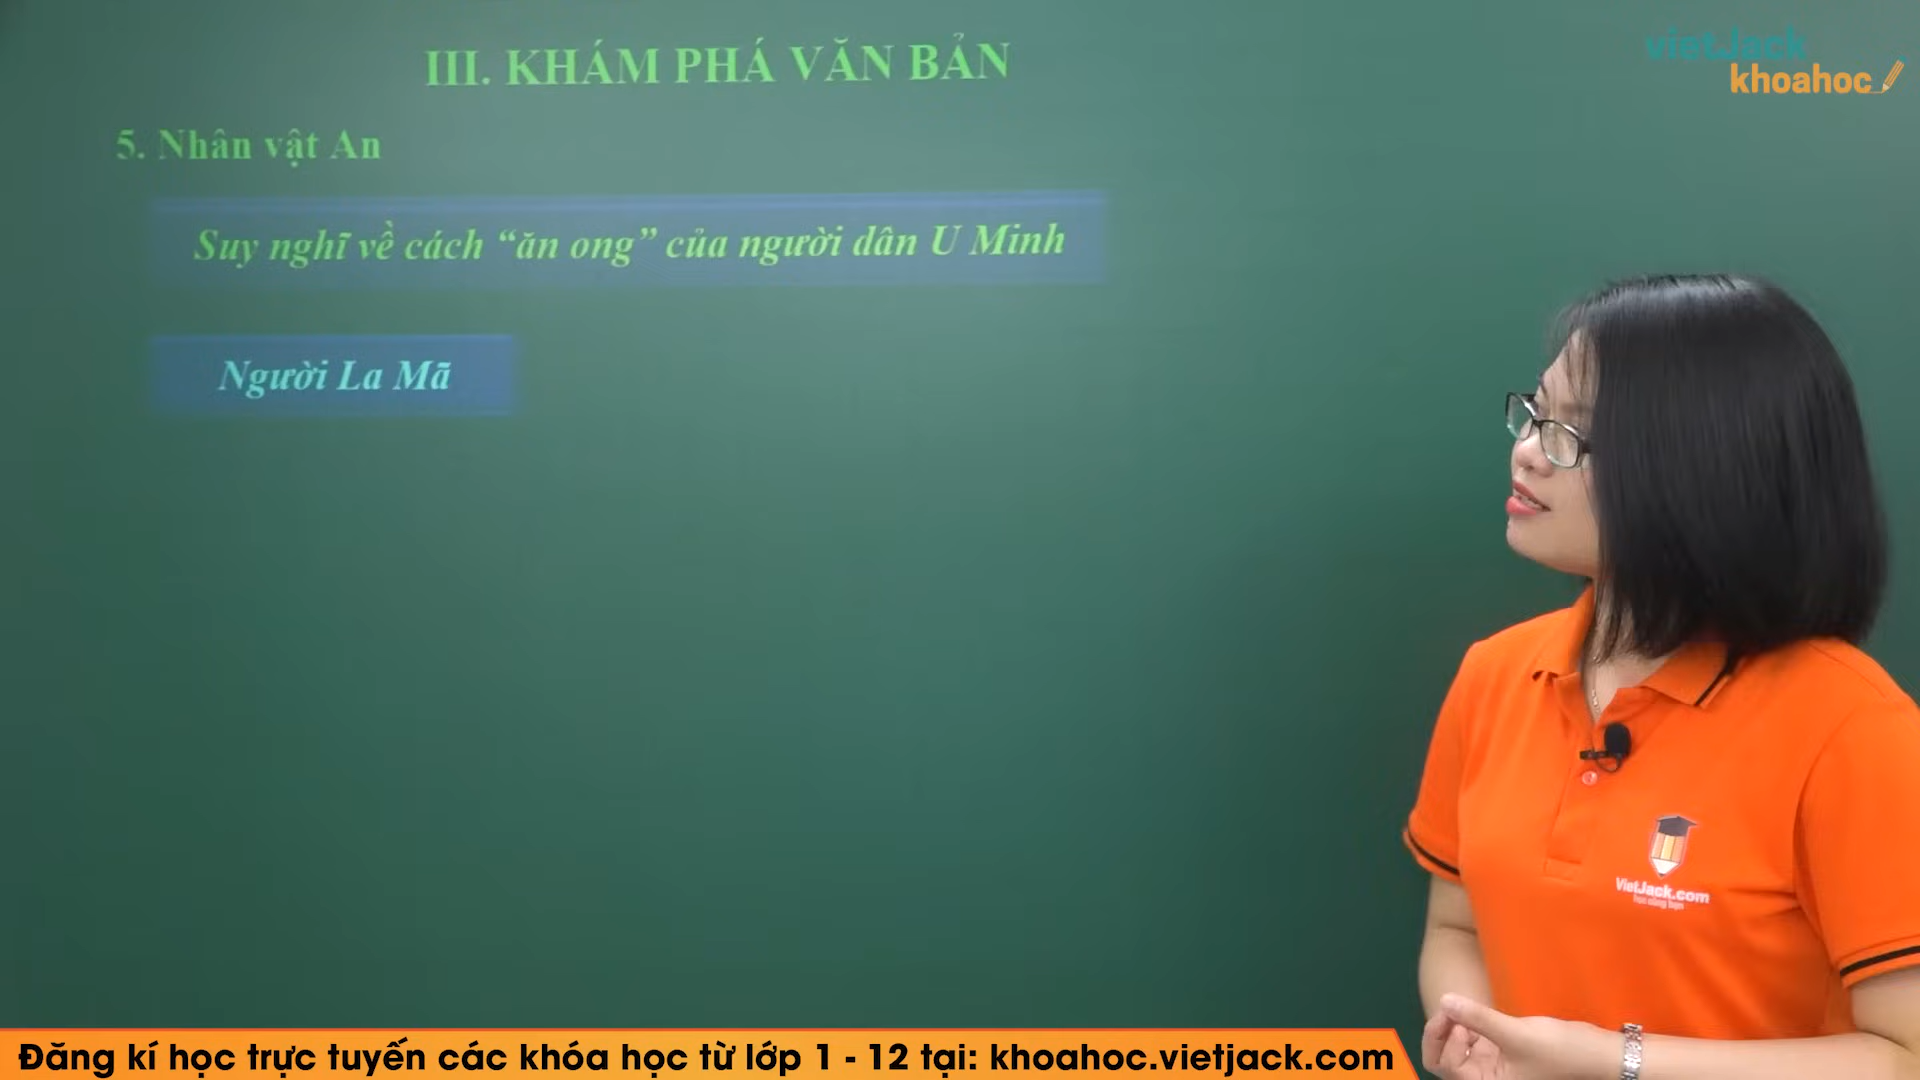 III. KHÁM PHÁ VĂN BẢN
vietJack
khoahoc
5. Nhân vật An
Suy nghĩ về cách “ăn ong” của người dân U Minh
Người La Mã
VietJack.com
Đăng kí học trực tuyến các khóa học từ lớp 1 - 12 tại: khoahoc.vietjack.com